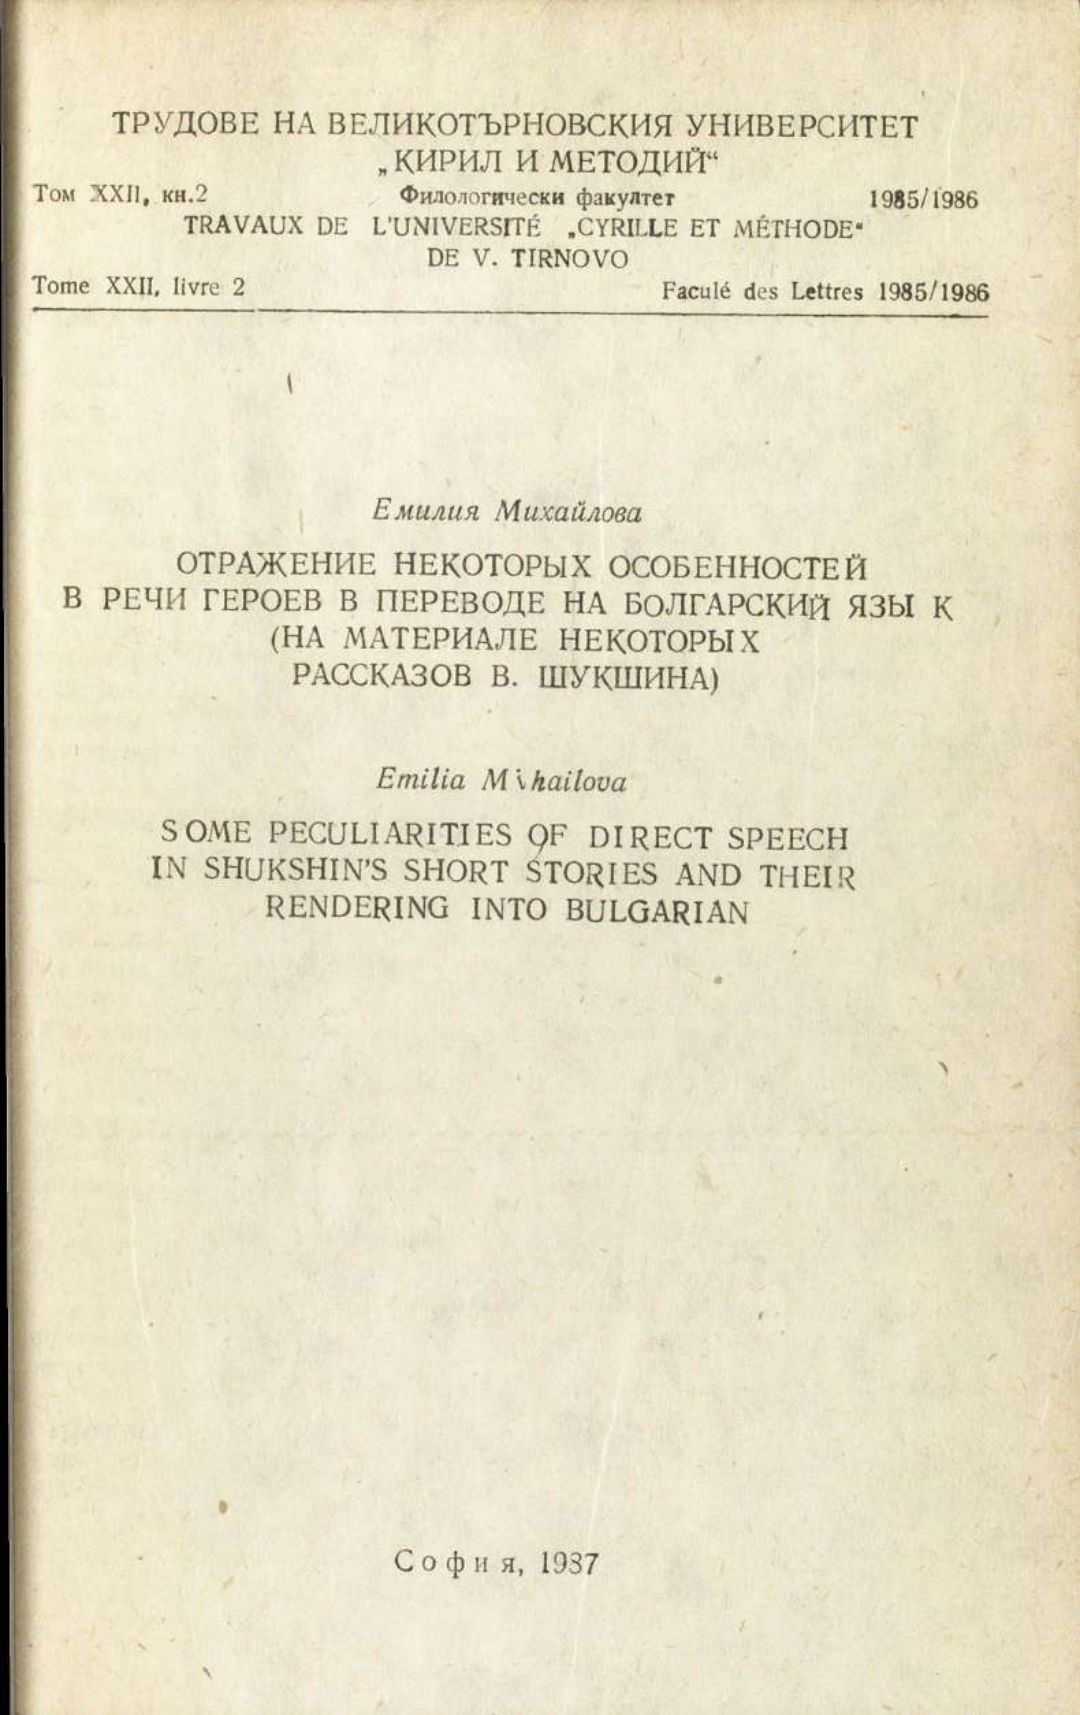 ТРУДОВЕ НА ВЕЛИКОТЪРНОВСКИЯ УНИВЕРСИТЕТ
„КИРИЛ И МЕТОДИЙ“
Том XXII, кн.2 Филологически факултет 1985/1986
TRAVAUX DE L'UNIVERSITÉ „CYRILLE ET MÉTHODE“
DE V. TIRNOVO
Tome XXII, livre 2 Faculé des Lettres 1985/1986
Емилия Михайлова
ОТРАЖЕНИЕ НЕКОТОРЫХ ОСОБЕННОСТЕЙ
В РЕЧИ ГЕРОЕВ В ПЕРЕВОДЕ НА БОЛГАРСКИЙ ЯЗЫК
(НА МАТЕРИАЛЕ НЕКОТОРЫХ
РАССКАЗОВ В. ШУКШИНА)
Emilia Mihailova
SOME PECULIARITIES OF DIRECT SPEECH
IN SHUKSHIN'S SHORT STORIES AND THEIR
RENDERING INTO BULGARIAN
София, 1987